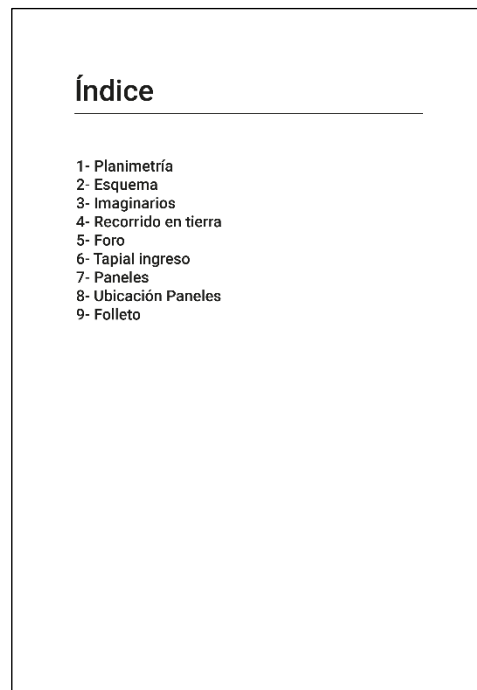 Índice
1- Planimetría
2- Esquema
3- Imaginarios
4- Recorrido en tierra
5- Foro
6- Tapial ingreso
7- Paneles
8- Ubicación Paneles
9- Folleto